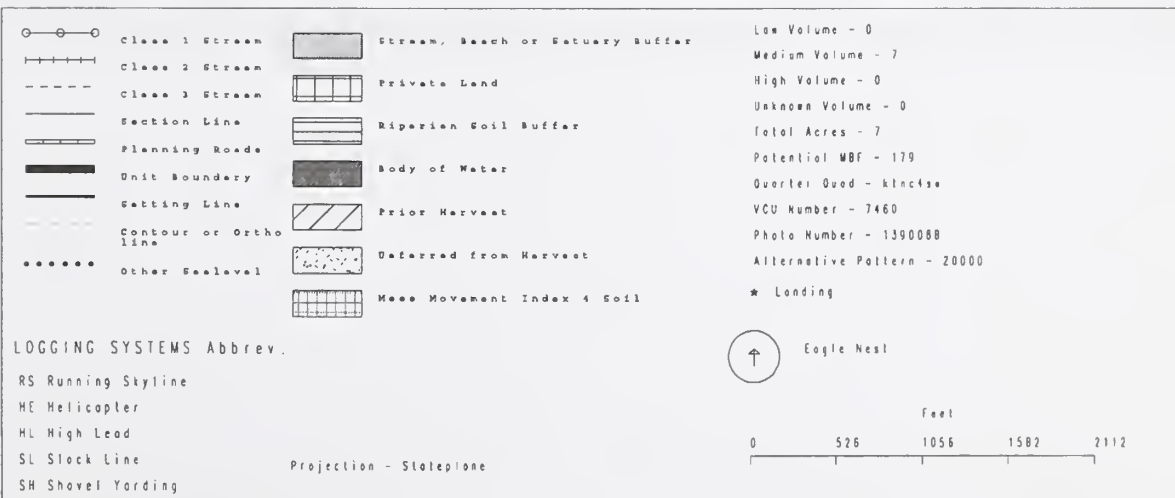 Class 1 Stream
Class 2 Stream
Class 3 Stream
Section Line
Planning Roads
Unit Boundary
Setting Line
Contour or Ortho
line
Other Sealevel
Stream, Beach or Estuary Buffer
Private Land
Riparian Soil Buffer
Body of Water
Prior Harvest
Deferred from Harvest
Mass Movement Index 4 Soil
Low Volume - 0
Medium Volume - 7
High Volume - 0
Unknown Volume - 0
Total Acres - 7
Potential MBF - 179
Quarter Quad - ktnc4se
VCU Number - 7460
Photo Number - 1390088
Alternative Pattern - 20000
* Landing
Eagle Nest
LOGGING SYSTEMS Abbrev.
RS Running Skyline
HE Helicopter
HL High Lead
SL Slack Line
SH Shovel Yarding
Projection - Stateplane
Feet
0 526 1056 1582 2112